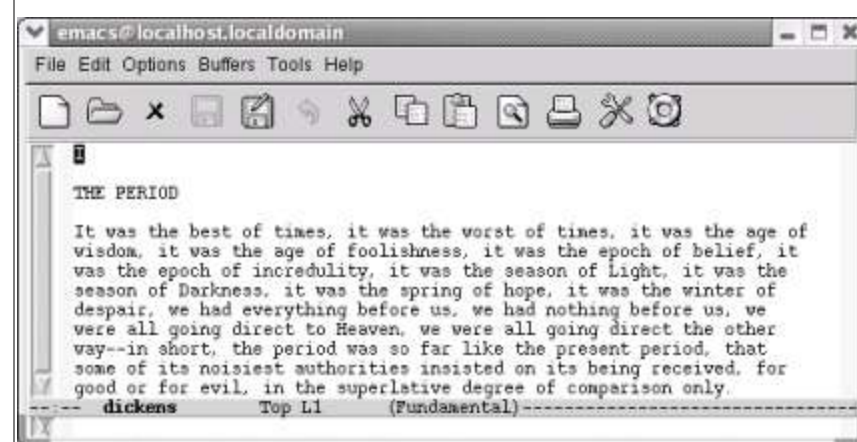 emacs@localhost.localdomain
File Edit Options Buffers Tools Help
I
THE PERIOD
It was the best of times, it was the worst of times, it was the age of
wisdom, it was the age of foolishness, it was the epoch of belief, it
was the epoch of incredulity, it was the season of Light, it was the
season of Darkness, it was the spring of hope, it was the winter of
despair, we had everything before us, we had nothing before us, we
were all going direct to Heaven, we were all going direct the other
way--in short, the period was so far like the present period, that
some of its noisiest authorities insisted on its being received, for
good or for evil, in the superlative degree of comparison only.
--:-- dickens Top L1 (Fundamental)--------------------------------